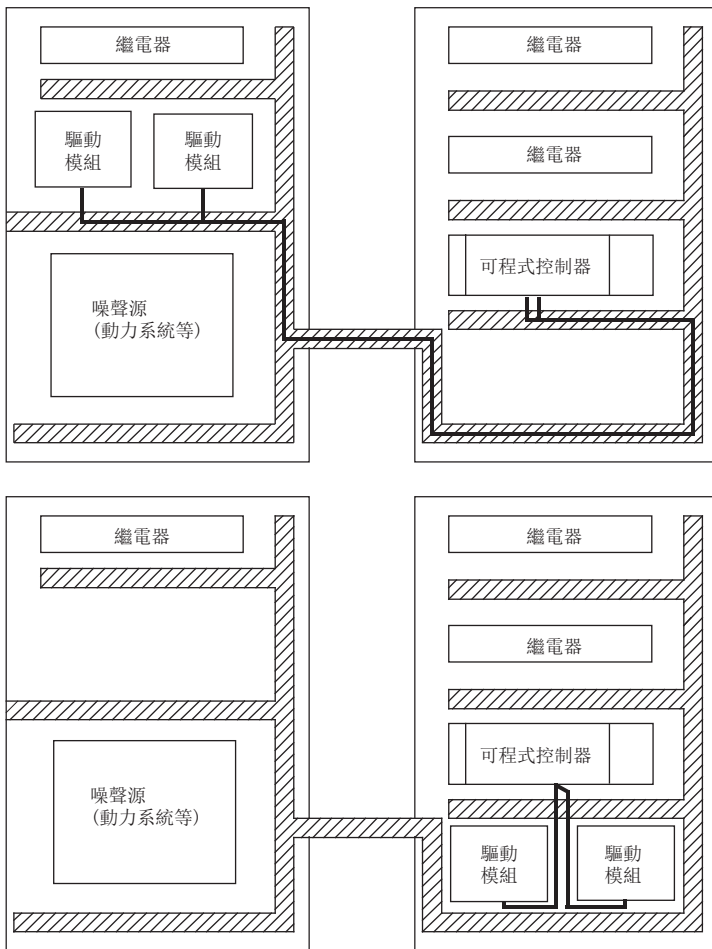 繼電器
驅動
模組
驅動
模組
噪聲源
(動力系統等)
繼電器
繼電器
可程式控制器
繼電器
噪聲源
(動力系統等)
繼電器
繼電器
可程式控制器
驅動
模組
驅動
模組